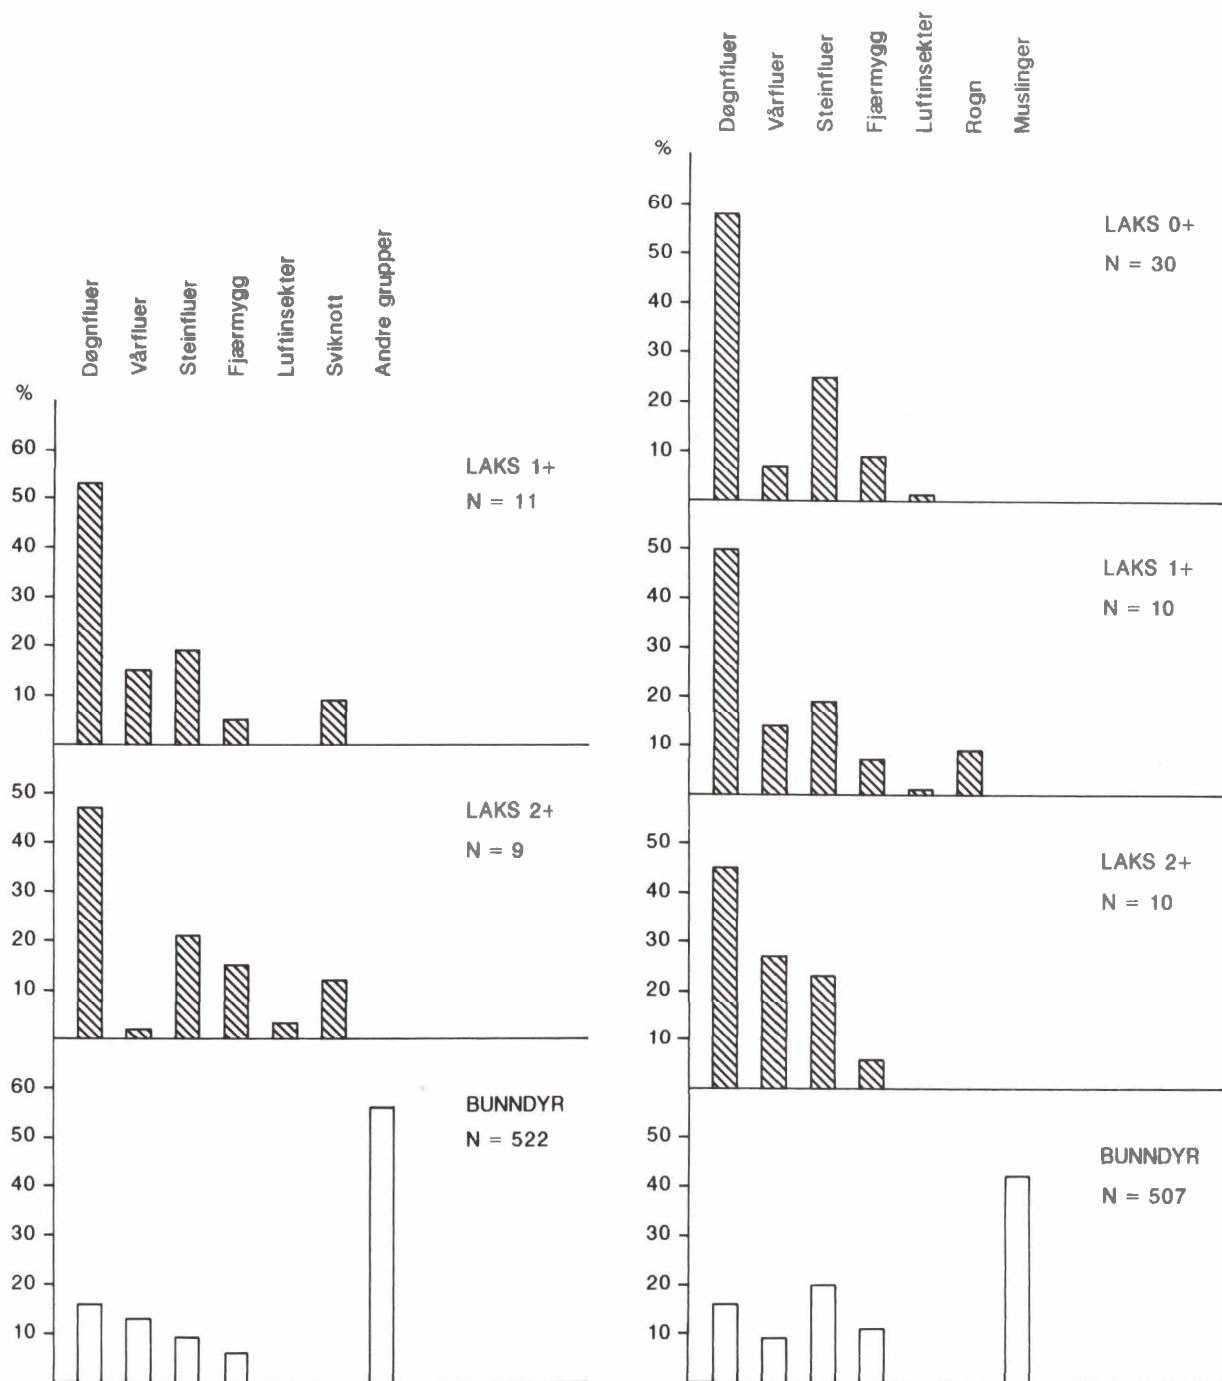 Døgnfluer
Vårfluer
Steinfluer
Fjærmygg
Luftinsekter
Sviknott
Andre grupper
%
60
50
40
30
20
10
LAKS 1+
N = 11
50
40
30
20
10
LAKS 2+
N = 9
60
50
40
30
20
10
BUNNDYR
N = 522
Døgnfluer
Vårfluer
Steinfluer
Fjærmygg
Luftinsekter
Rogn
Muslinger
%
60
50
40
30
20
10
LAKS 0+
N = 30
50
40
30
20
10
LAKS 1+
N = 10
50
40
30
20
10
LAKS 2+
N = 10
50
40
30
20
10
BUNNDYR
N = 507